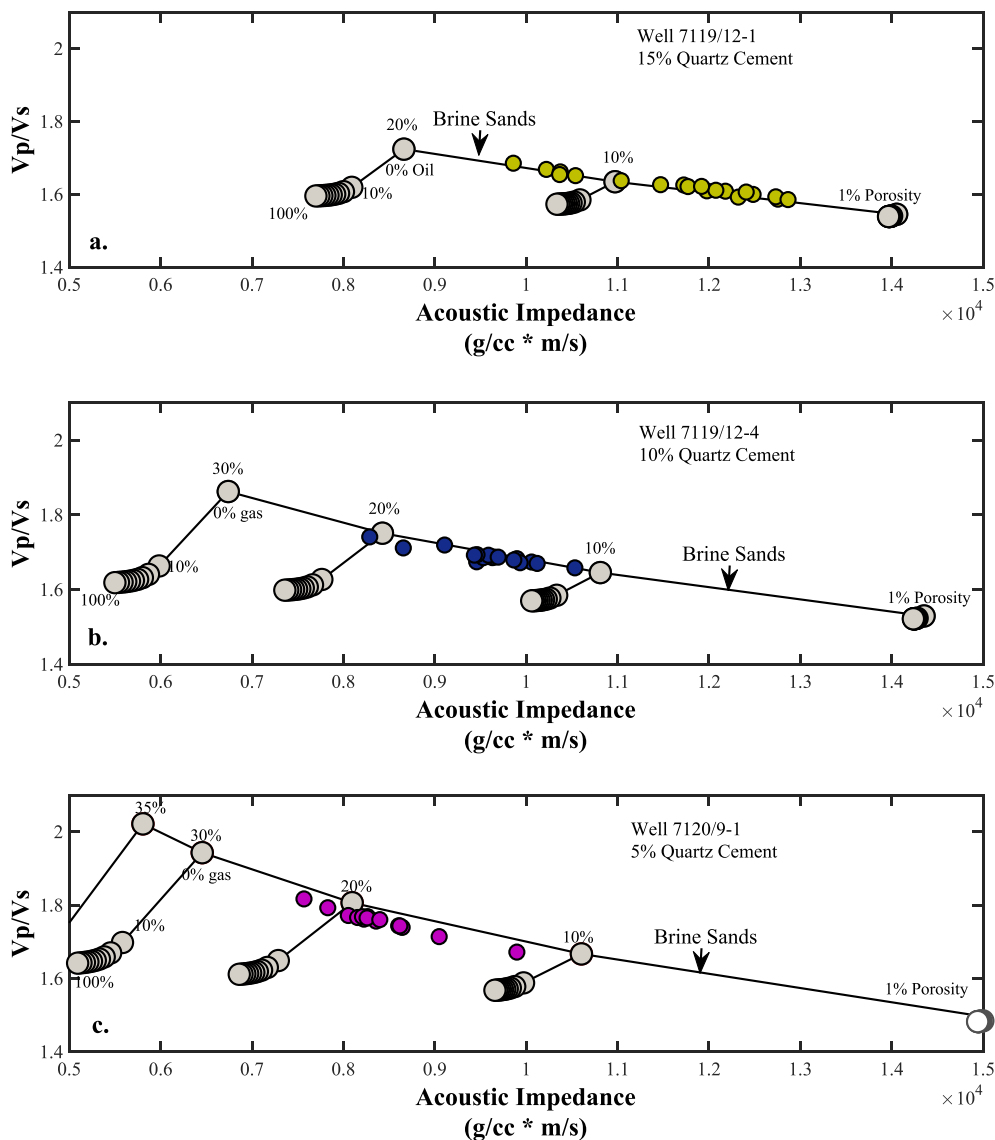 2
1.8
1.6
1.4
Vp/Vs
Well 7119/12-1
15% Quartz Cement
20%
Brine Sands
0% Oil
10%
10%
100%
1% Porosity
a.
0.5 0.6 0.7 0.8 0.9 1 1.1 1.2 1.3 1.4 1.5
×10⁴
Acoustic Impedance
(g/cc * m/s)
2
1.8
1.6
1.4
Vp/Vs
Well 7119/12-4
10% Quartz Cement
30%
0% gas
20%
10%
Brine Sands
10%
100%
1% Porosity
b.
0.5 0.6 0.7 0.8 0.9 1 1.1 1.2 1.3 1.4 1.5
×10⁴
Acoustic Impedance
(g/cc * m/s)
2
1.8
1.6
1.4
Vp/Vs
Well 7120/9-1
5% Quartz Cement
35%
30%
0% gas
20%
10%
10%
Brine Sands
100%
1% Porosity
c.
0.5 0.6 0.7 0.8 0.9 1 1.1 1.2 1.3 1.4 1.5
×10⁴
Acoustic Impedance
(g/cc * m/s)